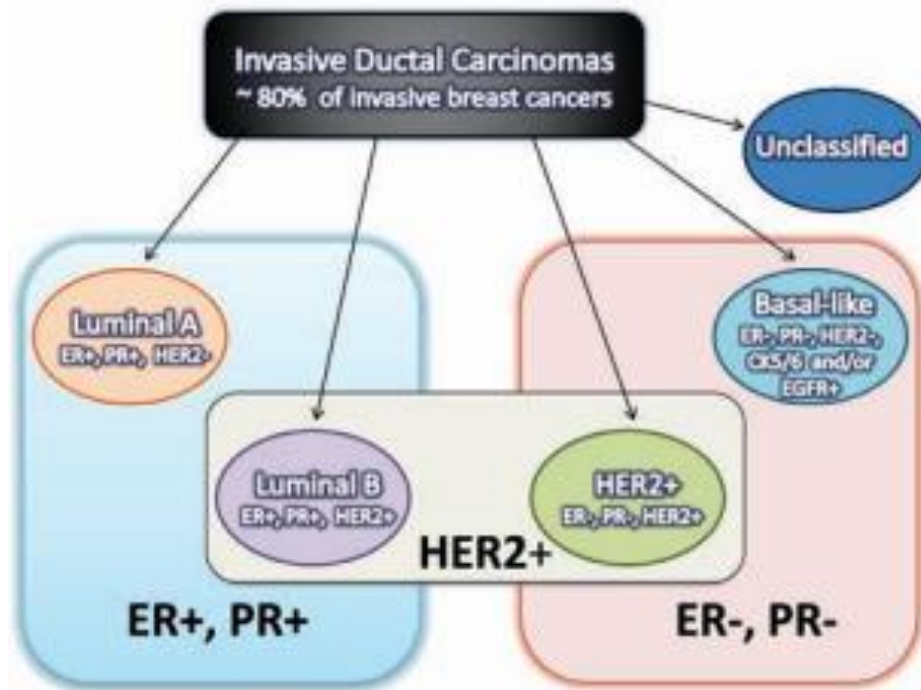 Invasive Ductal Carcinomas
~ 80% of invasive breast cancers
Unclassified
Luminal A
ER+, PR+, HER2-
Basal-like
ER-, PR-, HER2-,
CK5/6 and/or
EGFR+
Luminal B
ER+, PR+, HER2+
HER2+
ER-, PR-, HER2+
HER2+
ER+, PR+
ER-, PR-